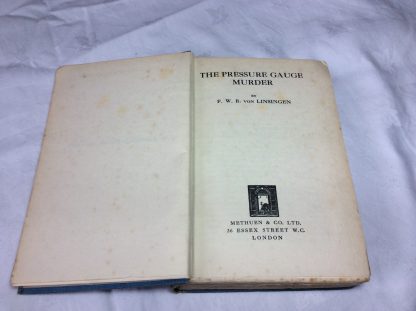 THE PRESSURE GAUGE
MURDER
BY
F. W. B. VON LINSINGEN
METHUEN & CO. LTD.
36 ESSEX STREET W.C.
LONDON